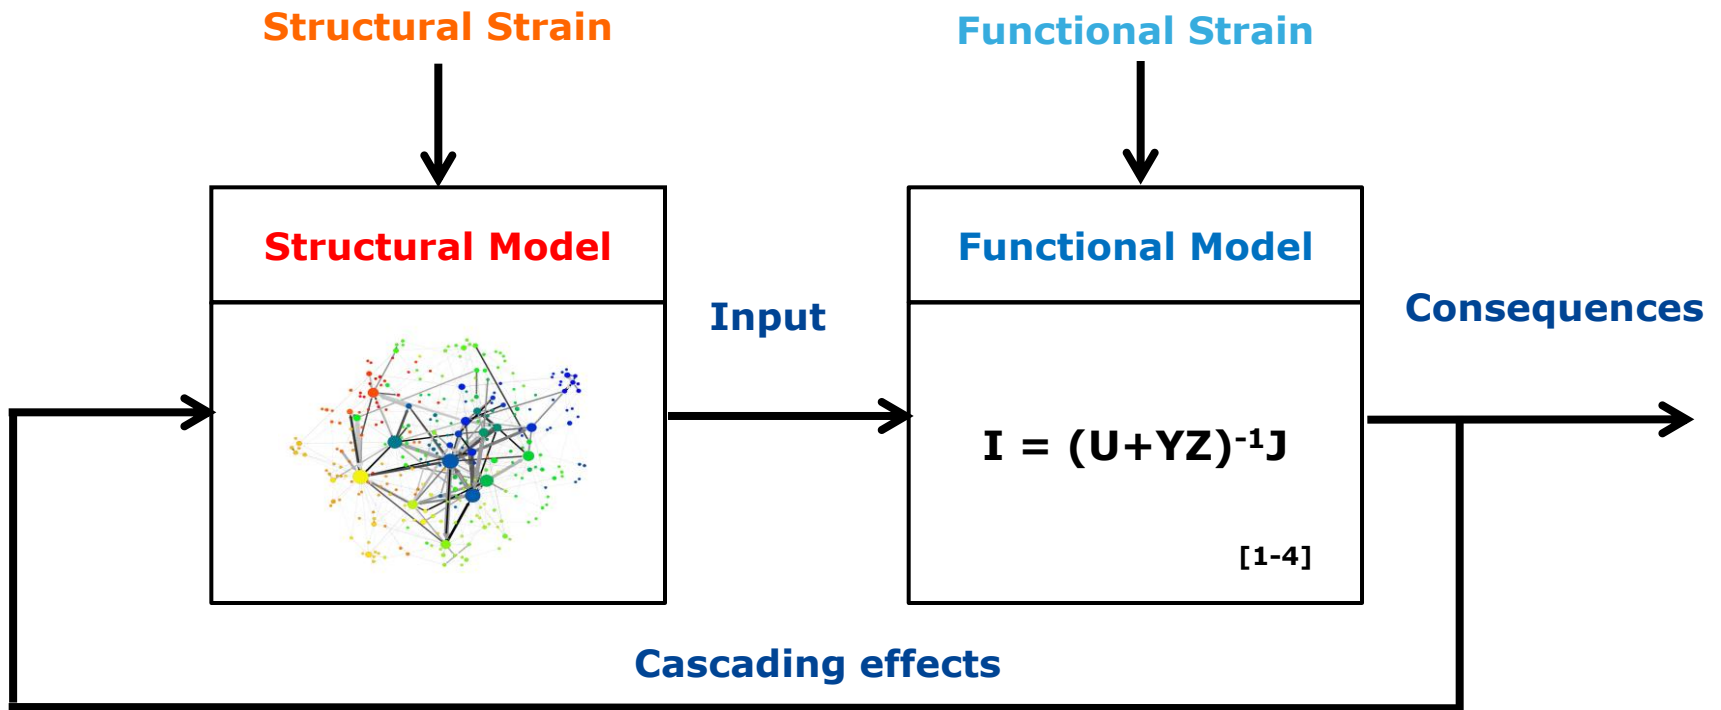 Structural Strain
Functional Strain
Structural Model
Functional Model
Input
Consequences
I = (U+YZ)⁻¹J
[1-4]
Cascading effects